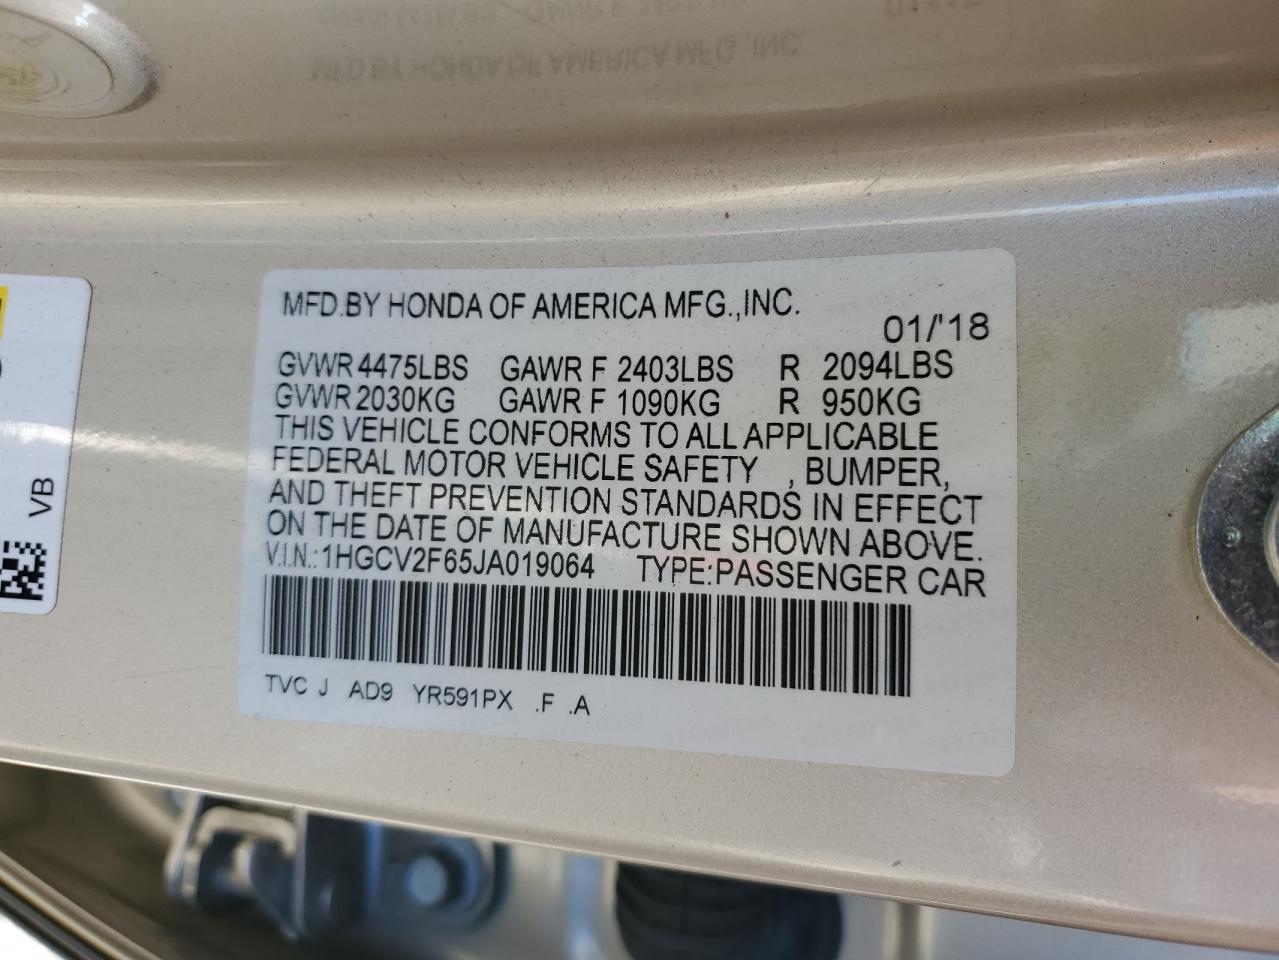 MFD.BY HONDA OF AMERICA MFG.,INC.
01/'18
GVWR 4475LBS GAWR F 2403LBS R 2094LBS
GVWR 2030KG GAWR F 1090KG R 950KG
THIS VEHICLE CONFORMS TO ALL APPLICABLE
FEDERAL MOTOR VEHICLE SAFETY , BUMPER,
AND THEFT PREVENTION STANDARDS IN EFFECT
ON THE DATE OF MANUFACTURE SHOWN ABOVE.
V.I.N.:1HGCV2F65JA019064 TYPE:PASSENGER CAR
TVC J AD9 YR591PX .F .A
VB